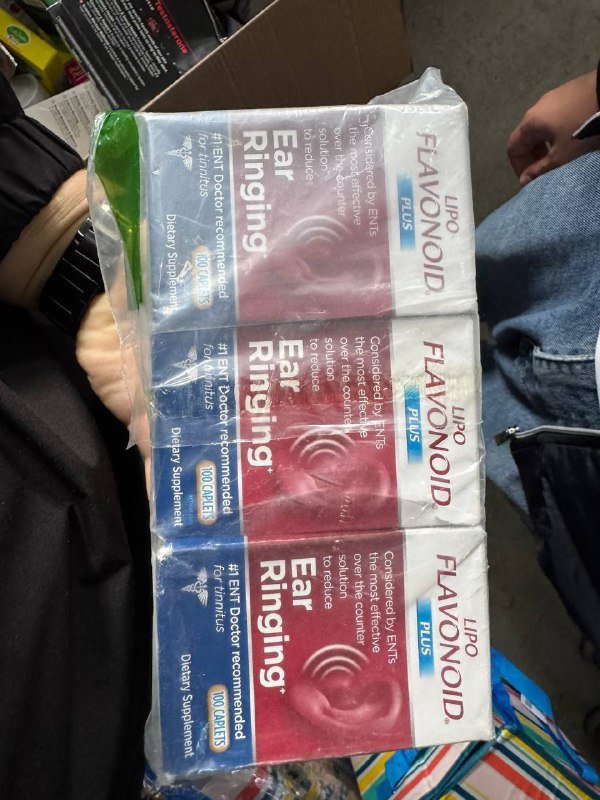 Testosterone
LIPO
FLAVONOID®
PLUS
Considered by ENTs
the most effective
over the counter
solution
to reduce
Ear
Ringing*
#1 ENT Doctor recommended
for tinnitus
100 CAPLETS
Dietary Supplement
LIPO
FLAVONOID
PLUS
Considered by ENTs
the most effective
over the counter
solution
to reduce
Ear
Ringing*
#1 ENT Doctor recommended
for tinnitus
100 CAPLETS
Dietary Supplement
LIPO
FLAVONOID®
PLUS
Considered by ENTs
the most effective
over the counter
solution
to reduce
Ear
Ringing*
#1 ENT Doctor recommended
for tinnitus
100 CAPLETS
Dietary Supplement